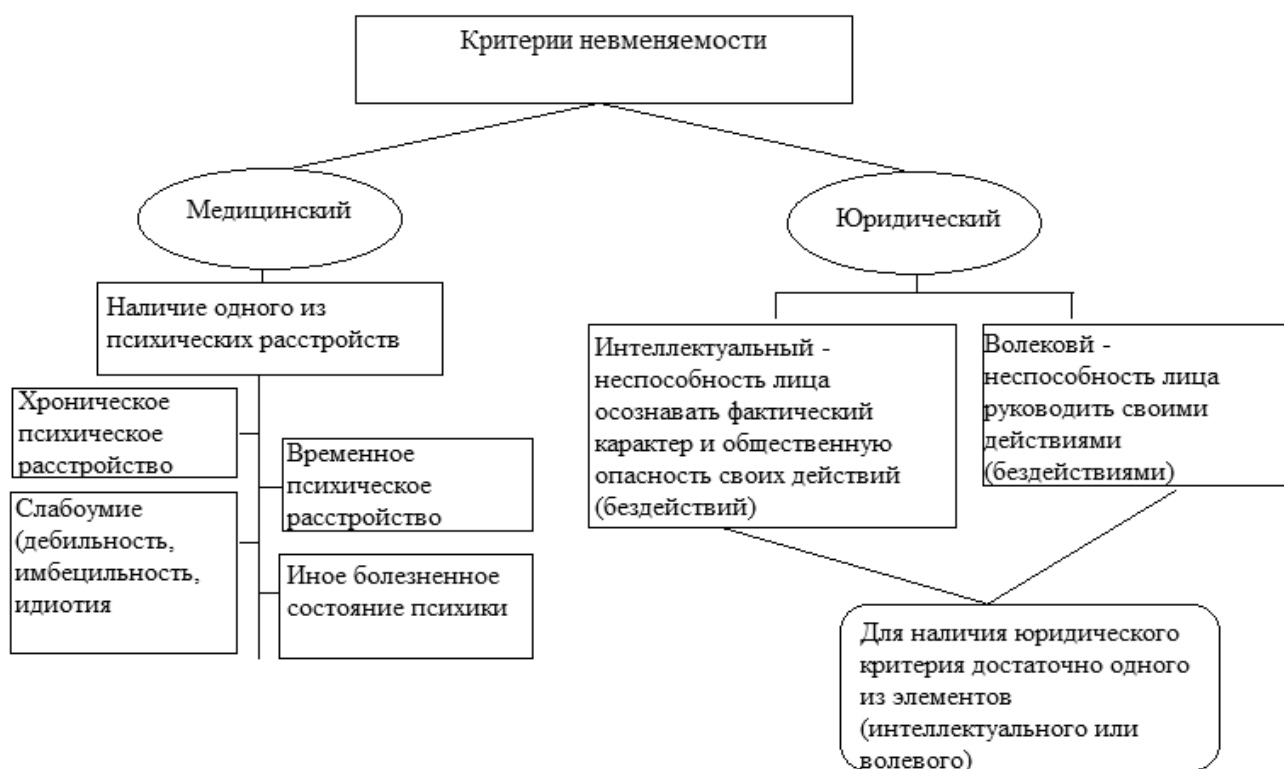 Критерии невменяемости
Медицинский
Юридический
Наличие одного из
психических расстройств
Хроническое
психическое
расстройство
Временное
психическое
расстройство
Слабоумие
(дебильность,
имбецильность,
идиотия
Иное болезненное
состояние психики
Интеллектуальный -
неспособность лица
осознавать фактический
карактер и общественную
опасность своих действий
(бездействий)
Волековй -
неспособность лица
руководить своими
действиями
(бездействиями)
Для наличия юридического
критерия достаточно одного
из элементов
(интеллектуального или
волевого)